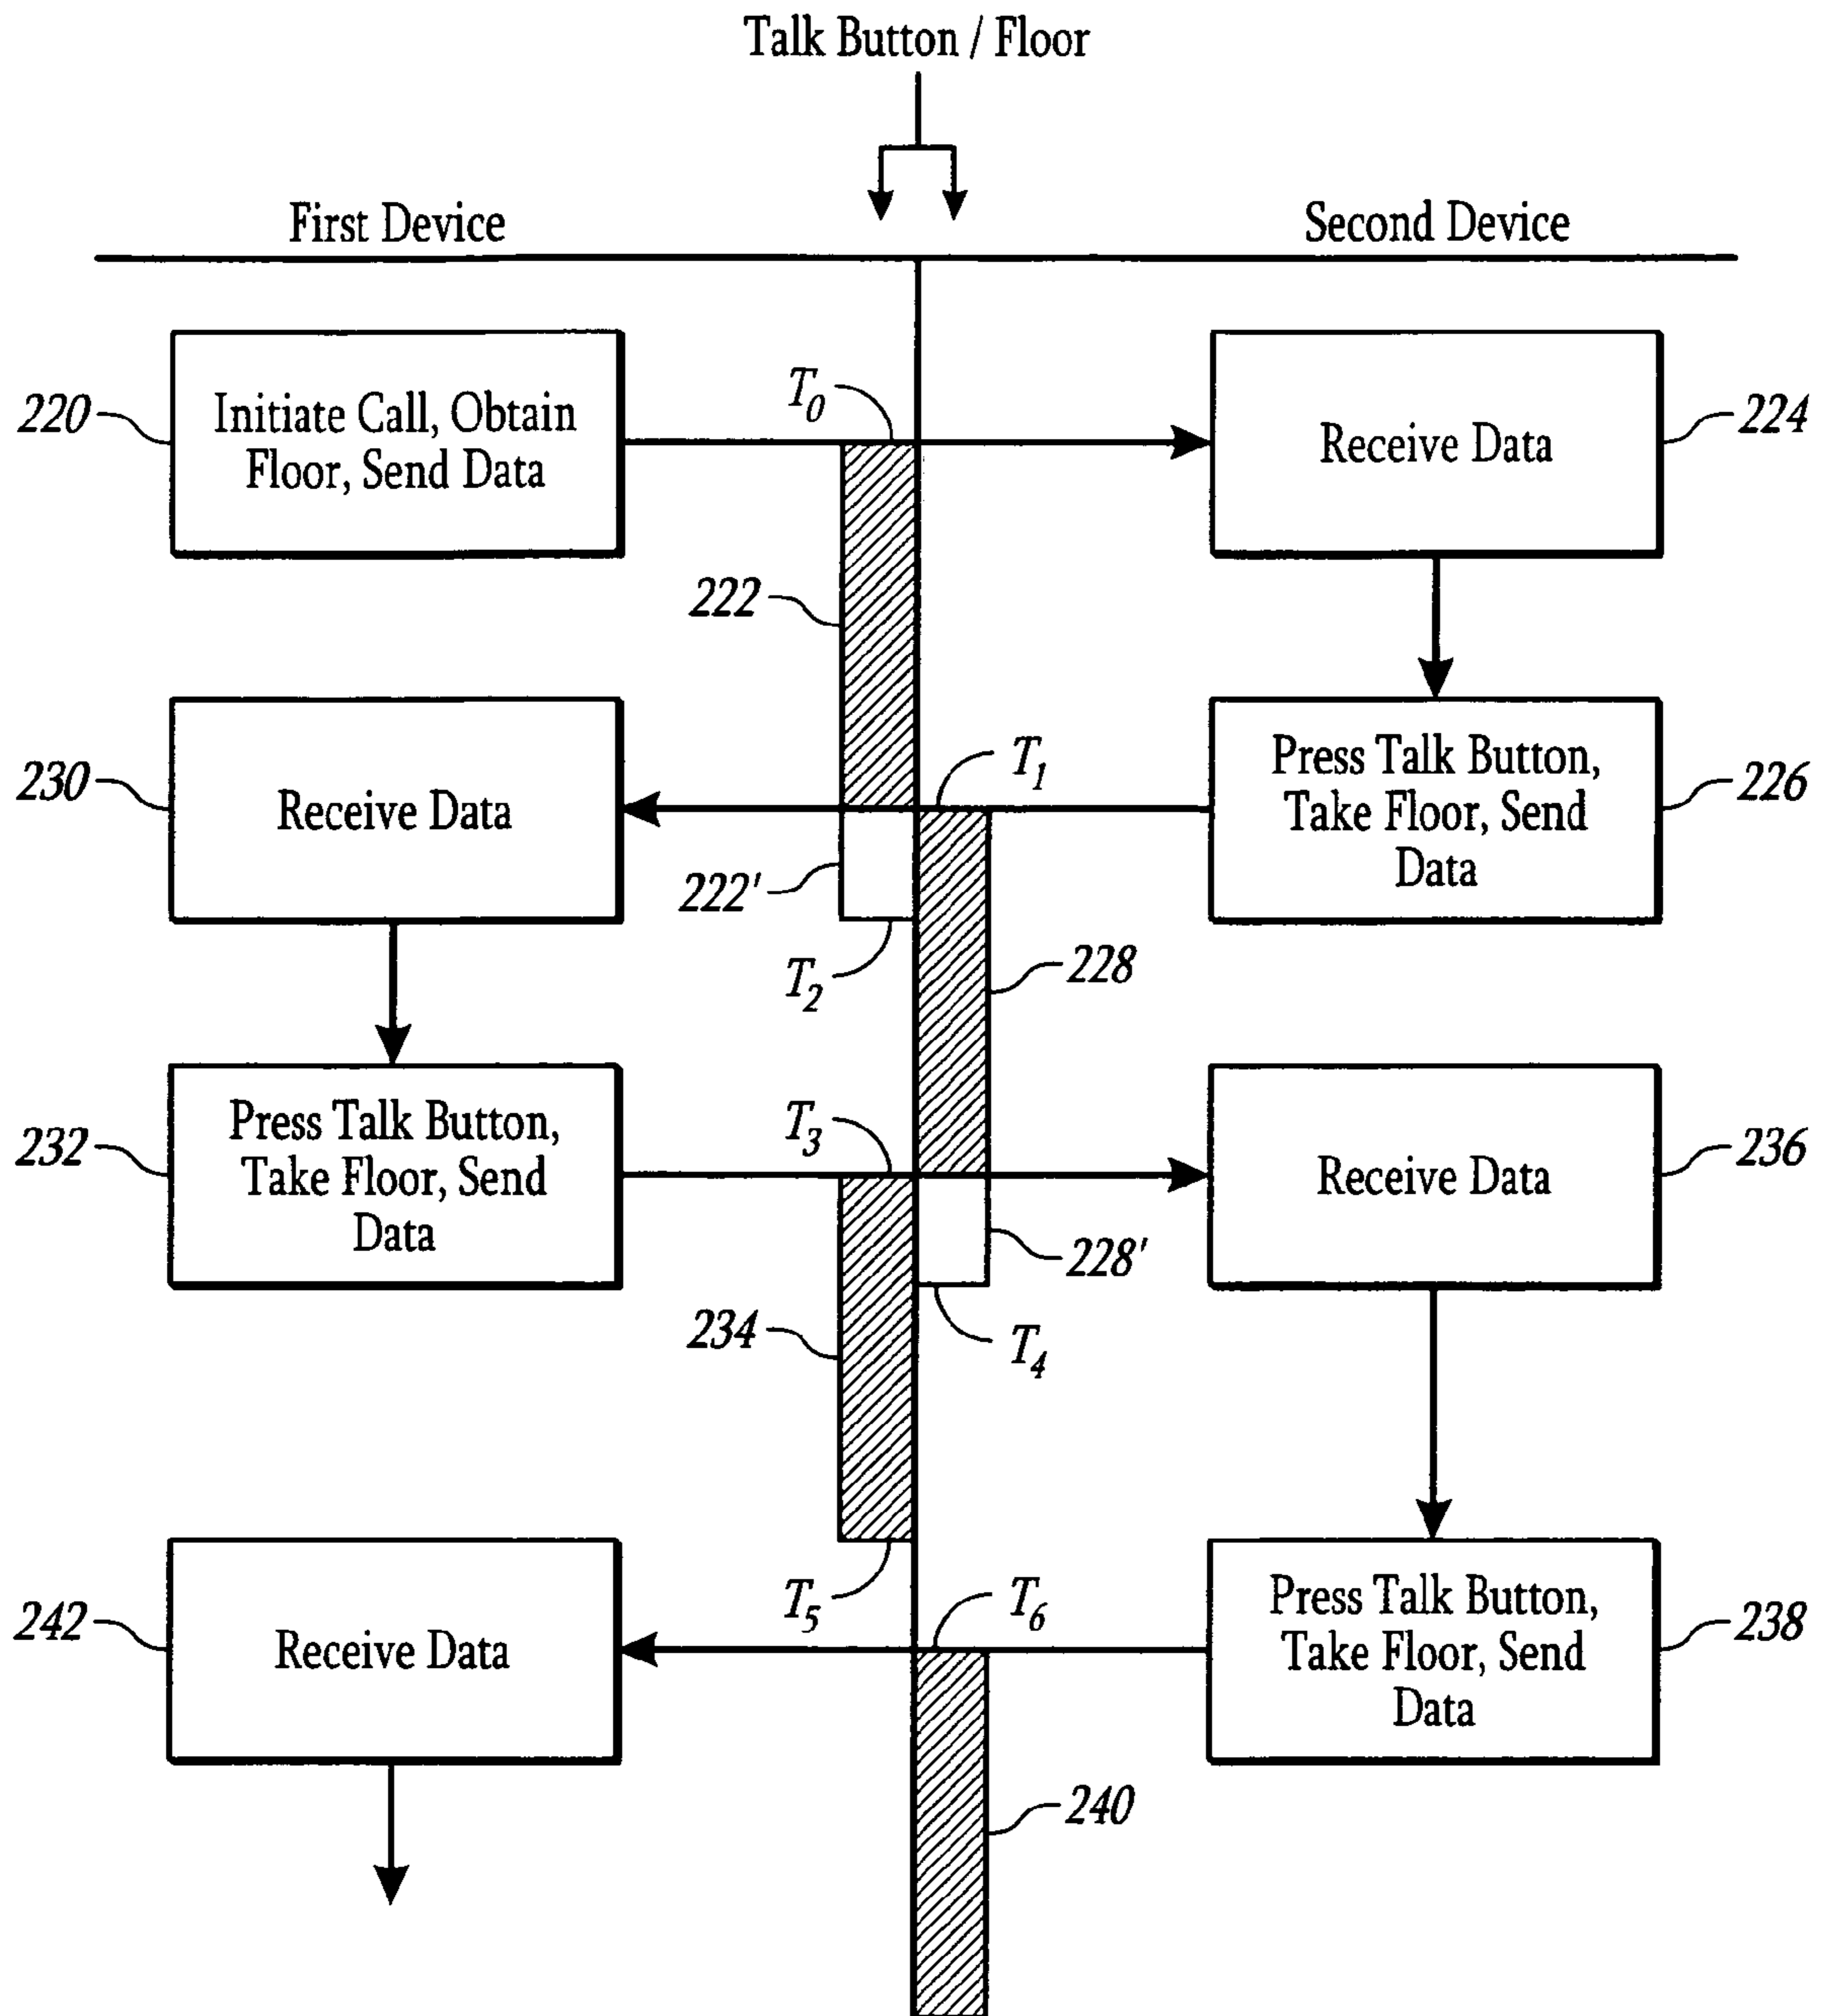 Talk Button / Floor
First Device
Second Device
220
Initiate Call, Obtain
Floor, Send Data
T0
Receive Data
224
222
230
Receive Data
T1
Press Talk Button,
Take Floor, Send
Data
226
222'
T2
228
232
Press Talk Button,
Take Floor, Send
Data
T3
Receive Data
236
228'
234
T4
242
Receive Data
T5
T6
Press Talk Button,
Take Floor, Send
Data
238
240